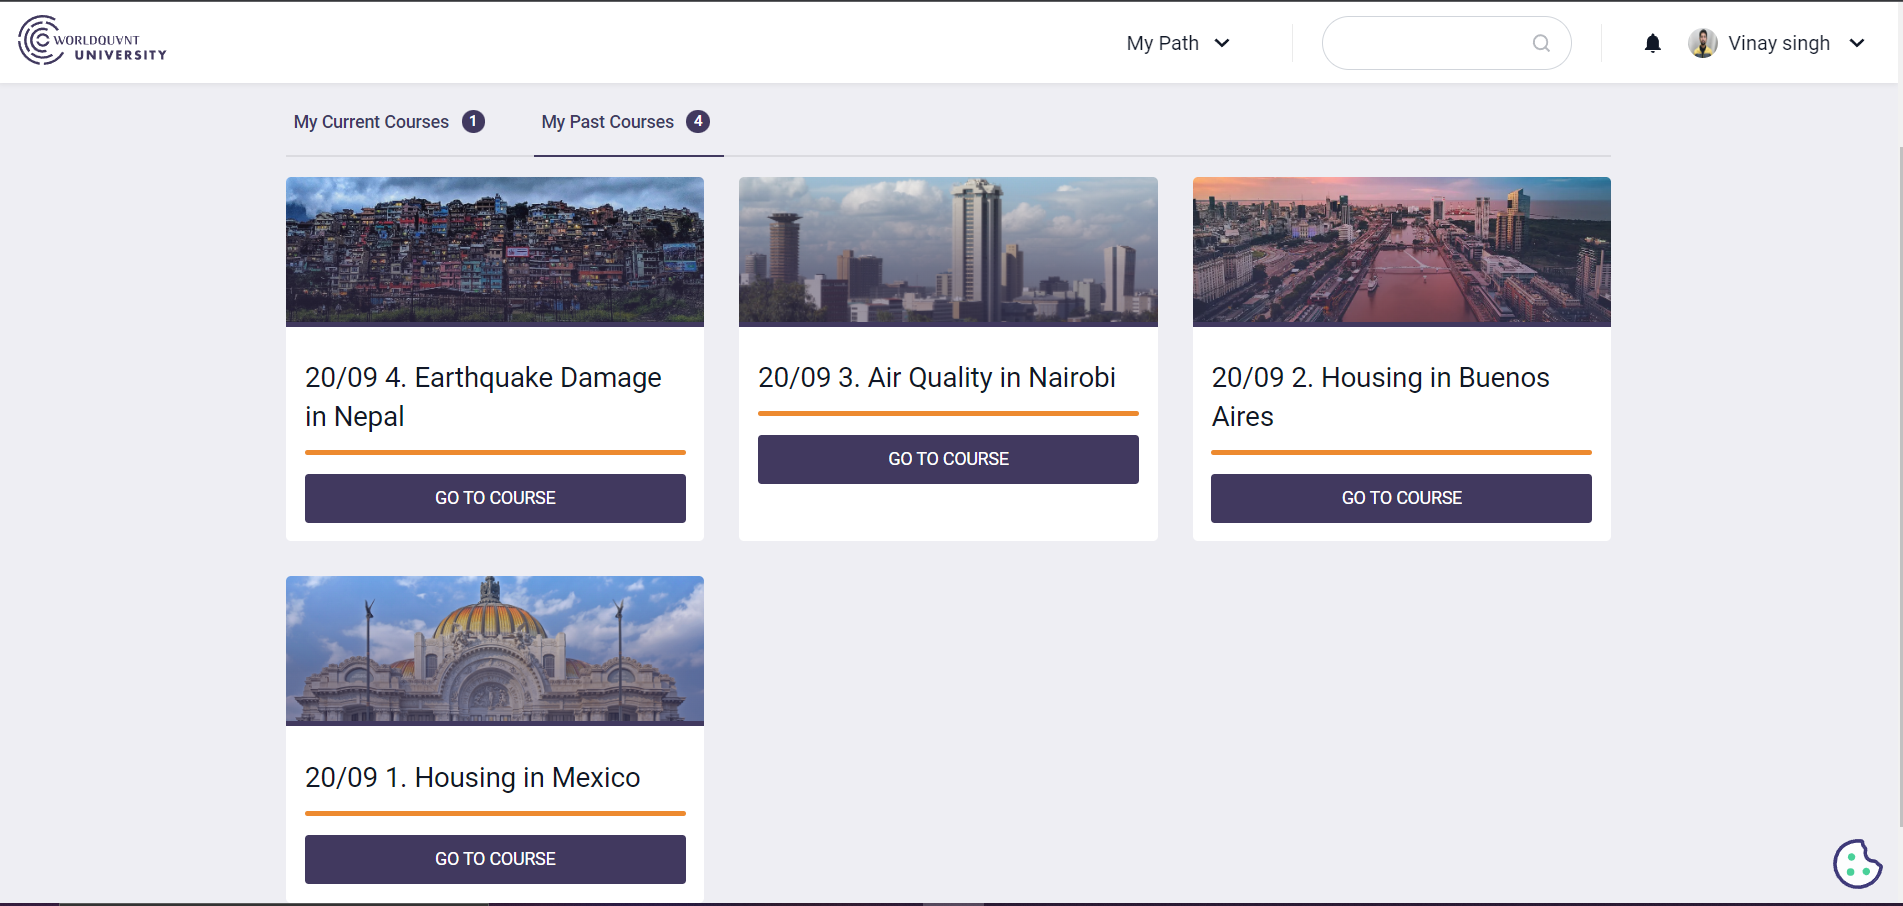 WORLDQUVNT
UNIVERSITY
My Path
Vinay singh
My Current Courses 1
My Past Courses 4
20/09 4. Earthquake Damage
in Nepal
GO TO COURSE
20/09 3. Air Quality in Nairobi
GO TO COURSE
20/09 2. Housing in Buenos
Aires
GO TO COURSE
20/09 1. Housing in Mexico
GO TO COURSE